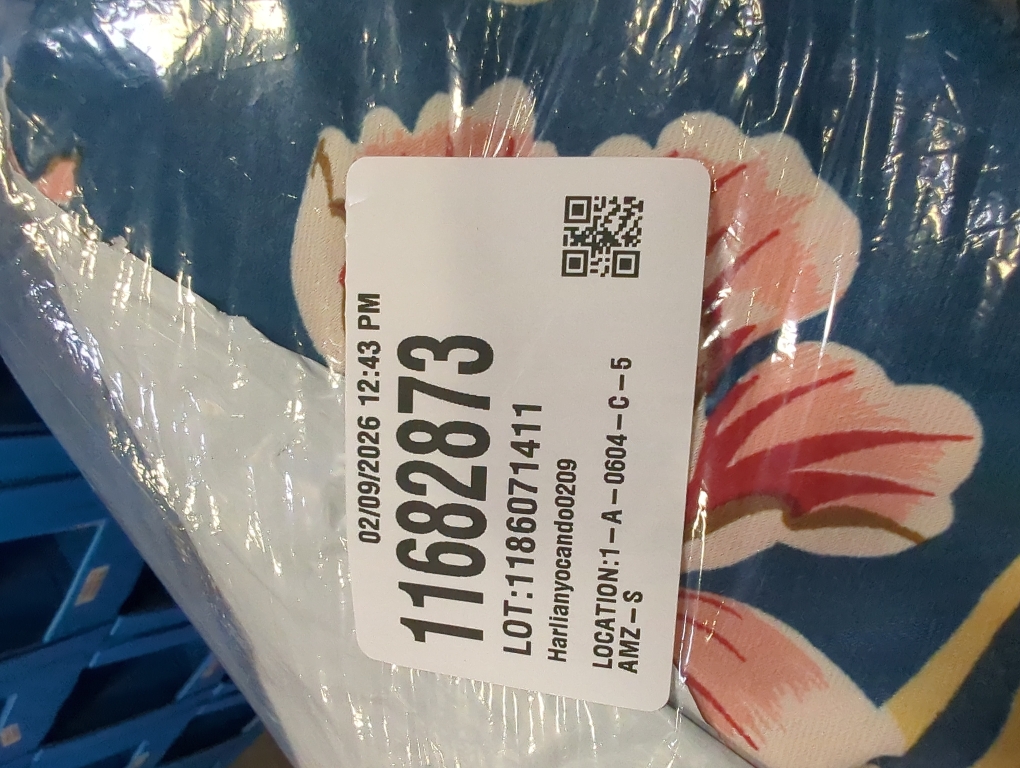 02/09/2026 12:43 PM
11682873
LOT:1186071411
Harlianyocando0209
LOCATION:1-A-0604-C-5
AMZ-S